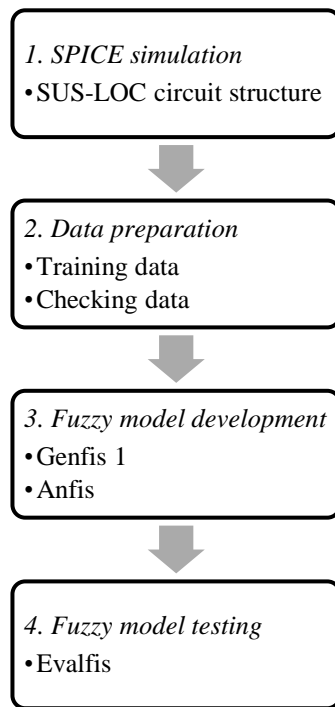 1. SPICE simulation
•SUS-LOC circuit structure
2. Data preparation
•Training data
•Checking data
3. Fuzzy model development
•Genfis 1
•Anfis
4. Fuzzy model testing
•Evalfis